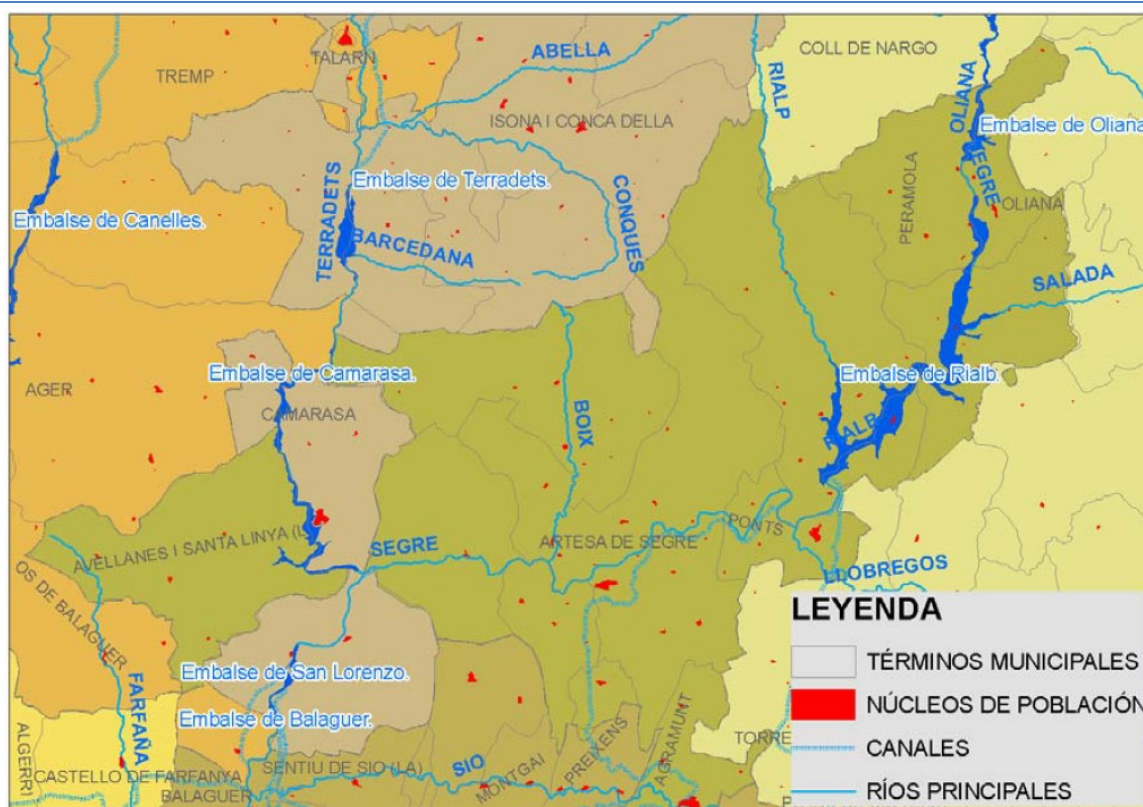 TALARN
TREMP
ABELLA
COLL DE NARGO
RIALP
OLIANA
ISONA I CONCA DELLA
Embalse de Oliana
SEGRE
Embalse de Terradets.
CONQUES
PERAMOLA
OLIANA
Embalse de Canelles.
TERRADETS
BARCEDANA
SALADA
Embalse de Camarasa.
Embalse de Rialb.
AGER
CAMARASA
BOIX
RIALB
AVELLANES I SANTA LINYA (L
SEGRE
ARTESA DE SEGRE
PONTS
LLOBREGOS
OS DE BALAGUER
FARFAÑA
Embalse de San Lorenzo.
Embalse de Balaguer.
ALGERRI
CASTELLO DE FARFANYA
BALAGUER
SENTIU DE SIO (LA)
SIO
MONTGAI
PREIXENS
AGRAMUNT
TORRE
LEYENDA
TÉRMINOS MUNICIPALES
NÚCLEOS DE POBLACIÓN
CANALES
RÍOS PRINCIPALES